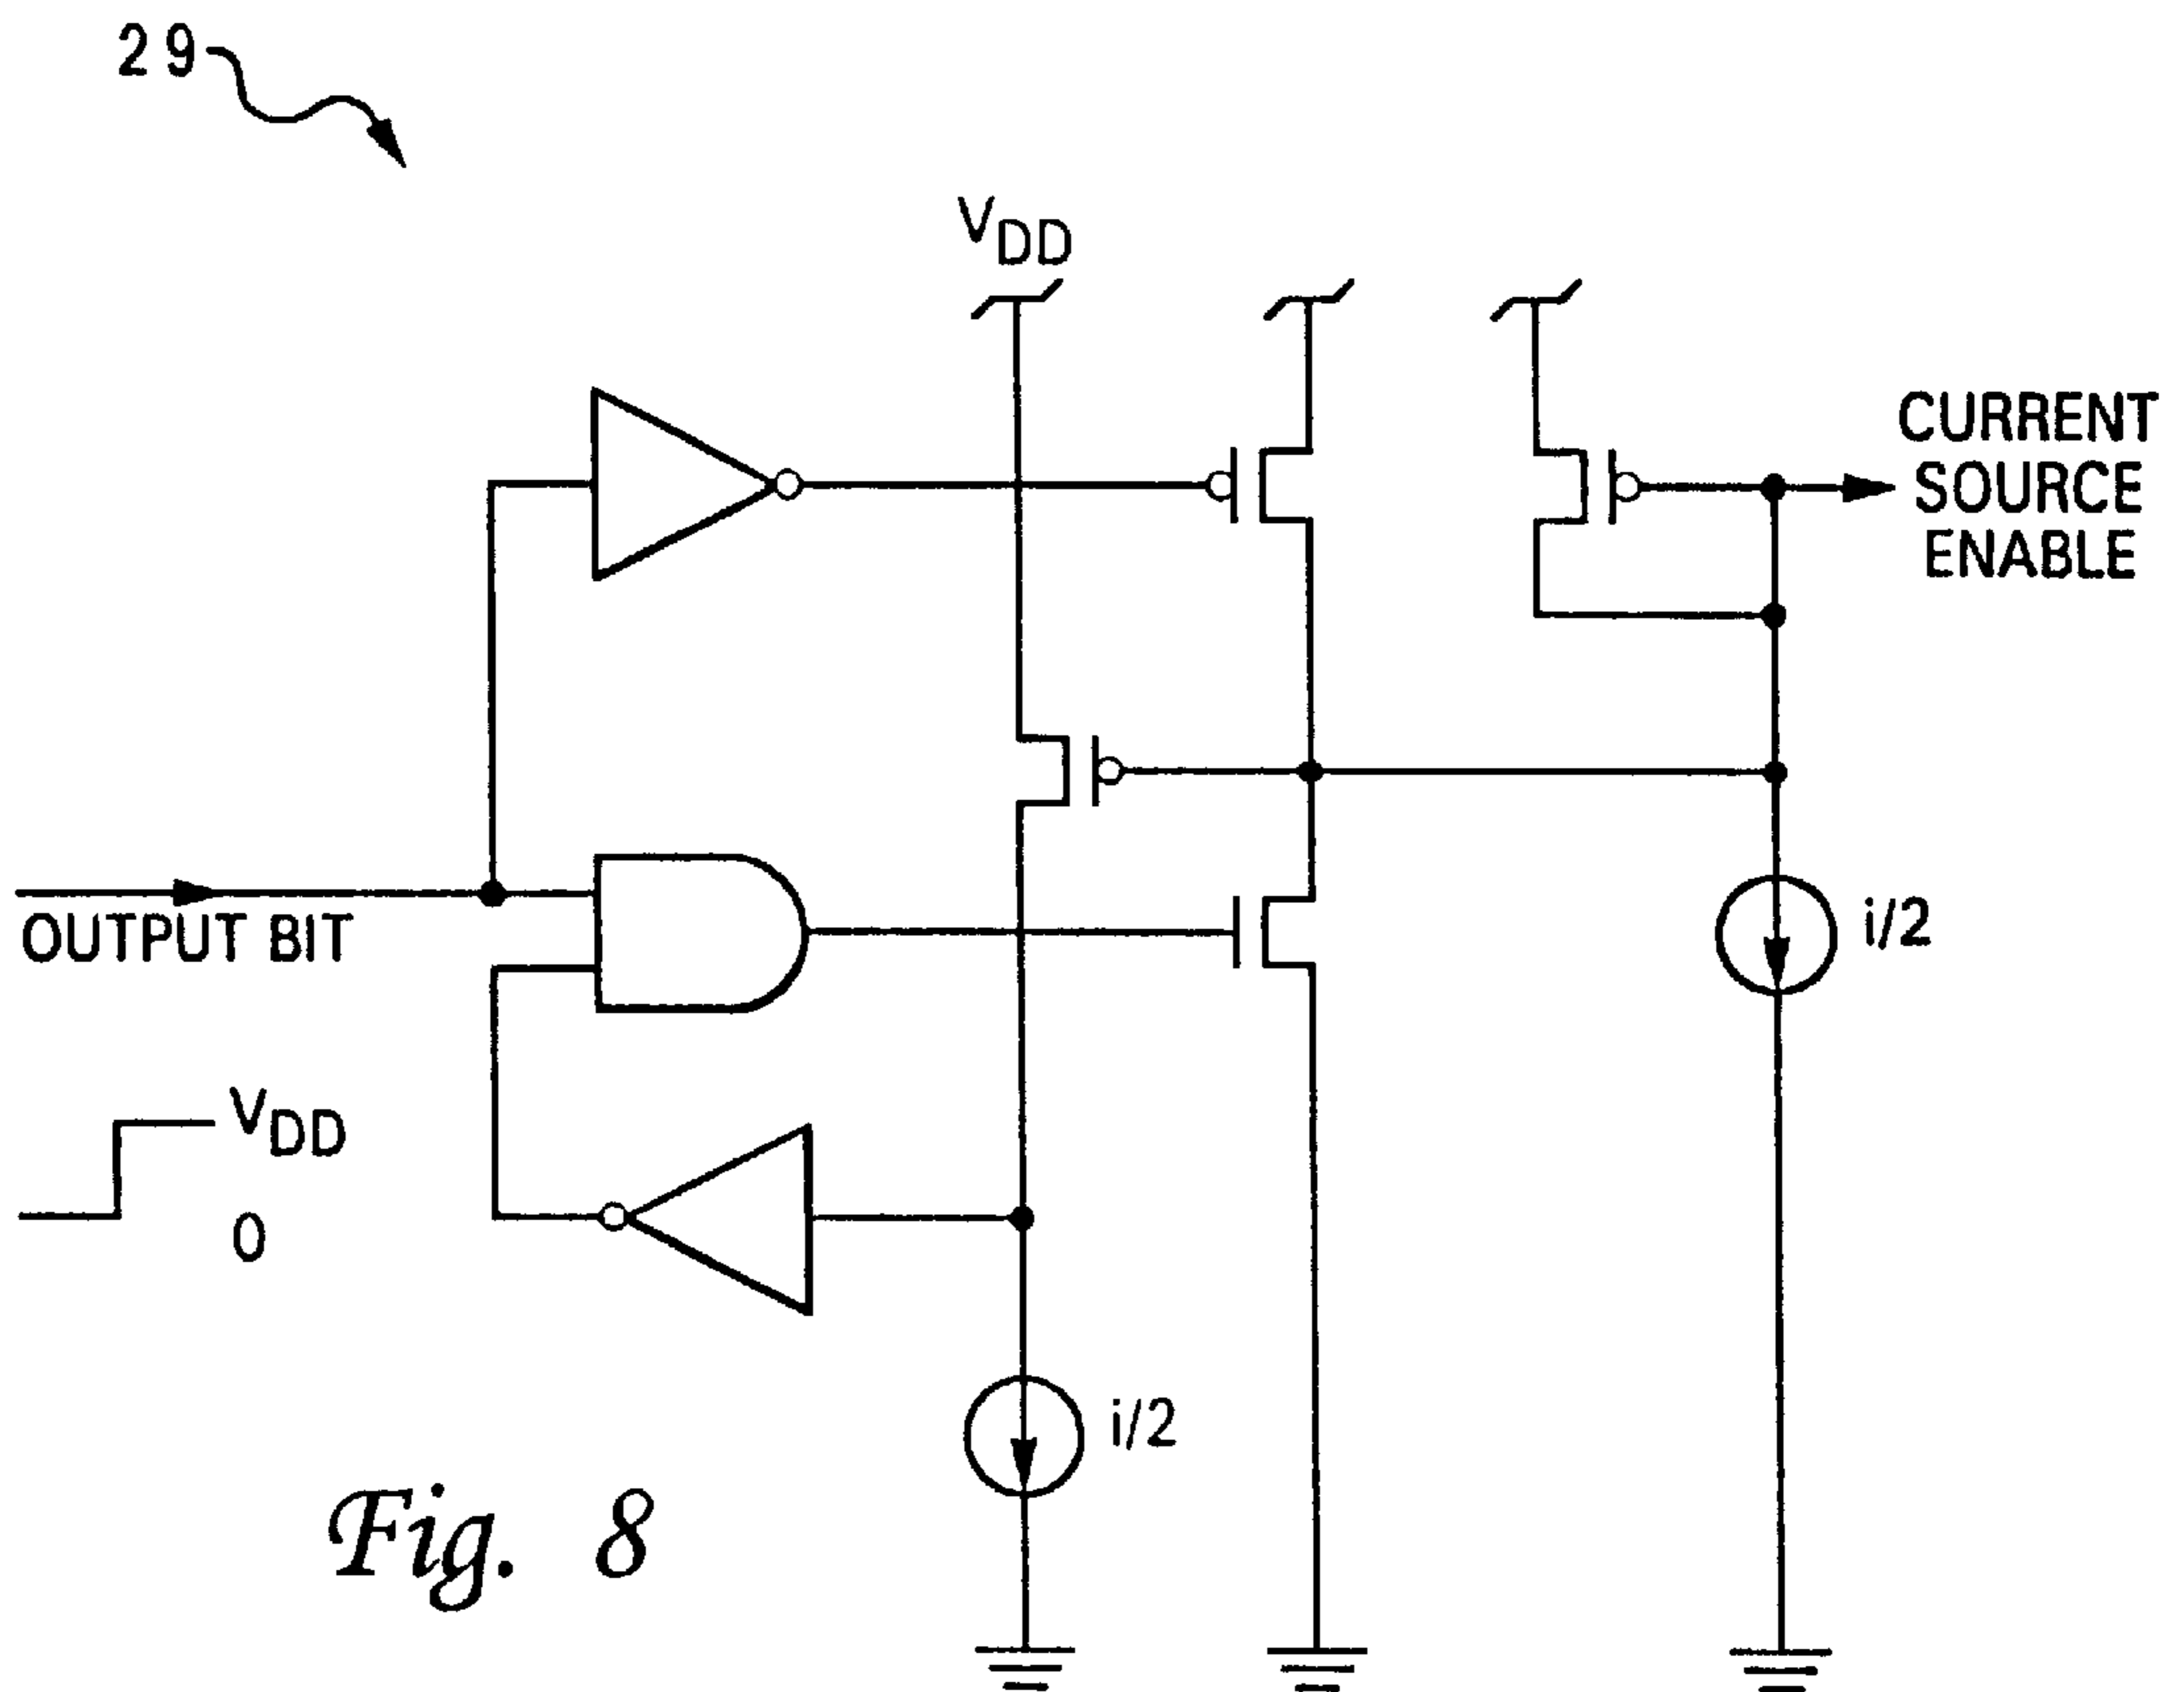 29
VDD
CURRENT
SOURCE
ENABLE
OUTPUT BIT
i/2
VDD
0
i/2
Fig. 8